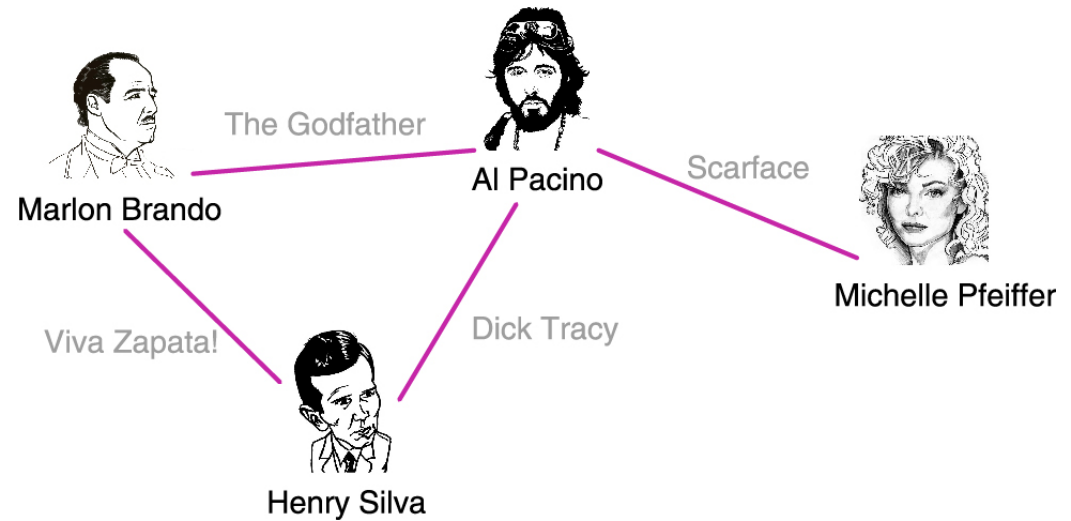 The Godfather
Al Pacino
Scarface
Marlon Brando
Michelle Pfeiffer
Viva Zapata!
Dick Tracy
Henry Silva